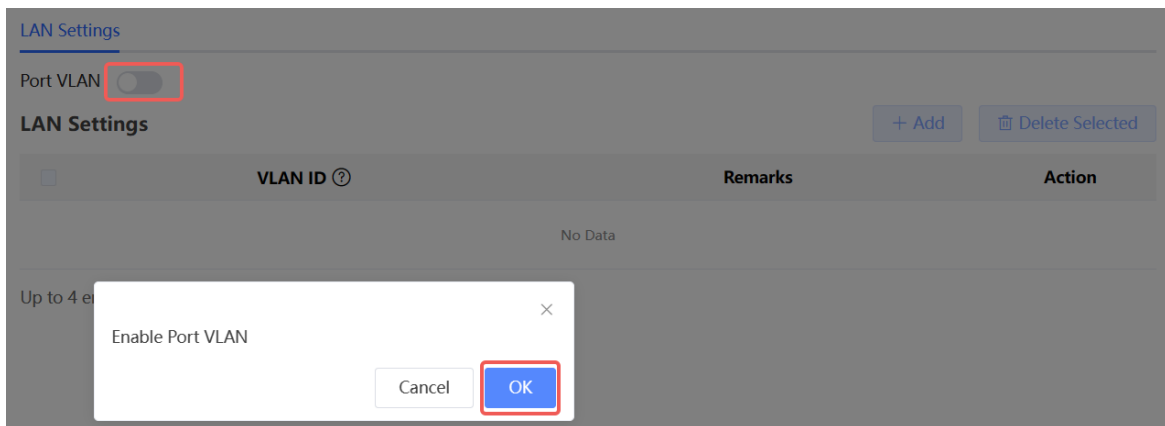 LAN Settings
Port VLAN
LAN Settings
+ Add
Delete Selected
VLAN ID
Remarks
Action
No Data
Up to 4
Enable Port VLAN
Cancel
OK